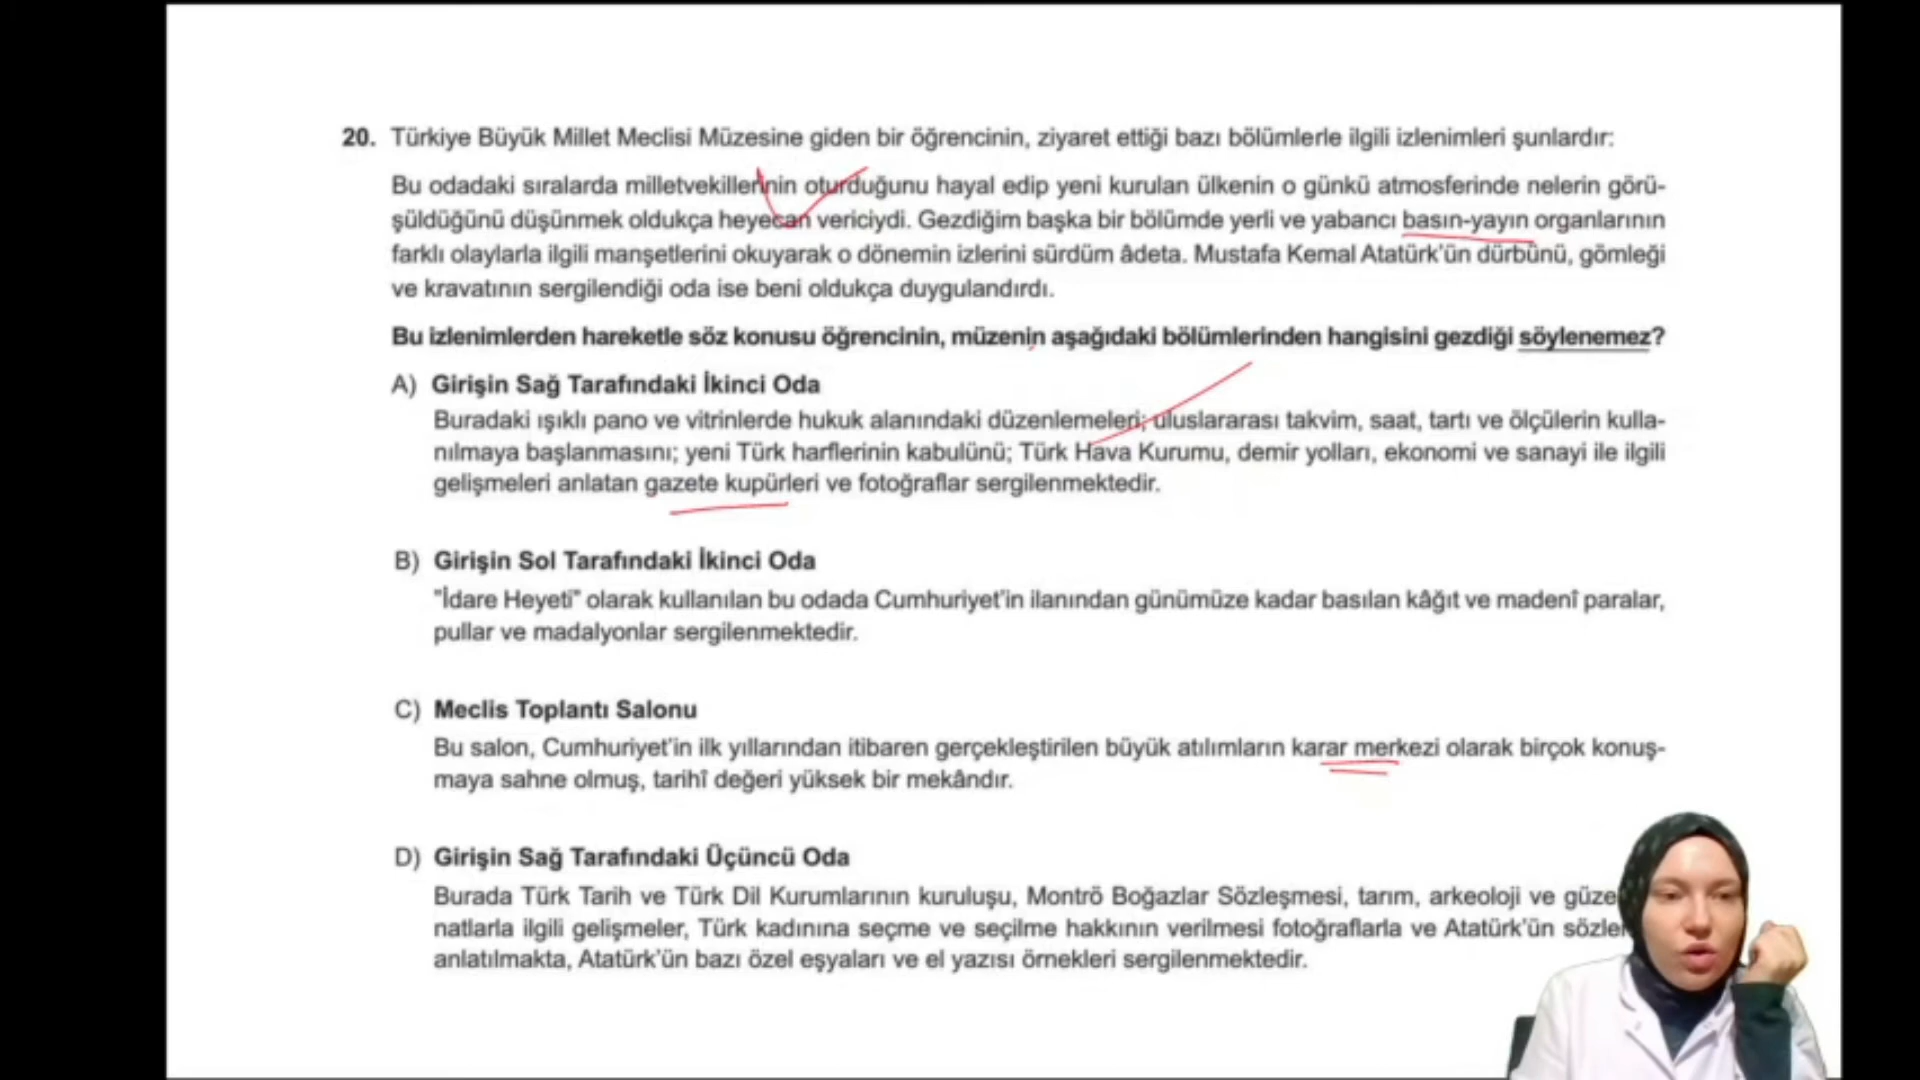 20. Türkiye Büyük Millet Meclisi Müzesine giden bir öğrencinin, ziyaret ettiği bazı bölümlerle ilgili izlenimleri şunlardır:
Bu odadaki sıralarda milletvekillerinin oturduğunu hayal edip yeni kurulan ülkenin o günkü atmosferinde nelerin görü-
şüldüğünü düşünmek oldukça heyecan vericiydi. Gezdiğim başka bir bölümde yerli ve yabancı basın-yayın organlarının
farklı olaylarla ilgili manşetlerini okuyarak o dönemin izlerini sürdüm âdeta. Mustafa Kemal Atatürk'ün dürbünü, gömleği
ve kravatının sergilendiği oda ise beni oldukça duygulandırdı.
Bu izlenimlerden hareketle söz konusu öğrencinin, müzenin aşağıdaki bölümlerinden hangisini gezdiği söylenemez?
A) Girişin Sağ Tarafındaki İkinci Oda
Buradaki ışıklı pano ve vitrinlerde hukuk alanındaki düzenlemeleri; uluslararası takvim, saat, tartı ve ölçülerin kulla-
nılmaya başlanmasını; yeni Türk harflerinin kabulünü; Türk Hava Kurumu, demir yolları, ekonomi ve sanayi ile ilgili
gelişmeleri anlatan gazete kupürleri ve fotoğraflar sergilenmektedir.
B) Girişin Sol Tarafındaki İkinci Oda
"İdare Heyeti" olarak kullanılan bu odada Cumhuriyet'in ilanından günümüze kadar basılan kâğıt ve madenî paralar,
pullar ve madalyonlar sergilenmektedir.
C) Meclis Toplantı Salonu
Bu salon, Cumhuriyet'in ilk yıllarından itibaren gerçekleştirilen büyük atılımların karar merkezi olarak birçok konuş-
maya sahne olmuş, tarihî değeri yüksek bir mekândır.
D) Girişin Sağ Tarafındaki Üçüncü Oda
Burada Türk Tarih ve Türk Dil Kurumlarının kuruluşu, Montrö Boğazlar Sözleşmesi, tarım, arkeoloji ve güze
natlarla ilgili gelişmeler, Türk kadınına seçme ve seçilme hakkının verilmesi fotoğraflarla ve Atatürk'ün sözler
anlatılmakta, Atatürk'ün bazı özel eşyaları ve el yazısı örnekleri sergilenmektedir.